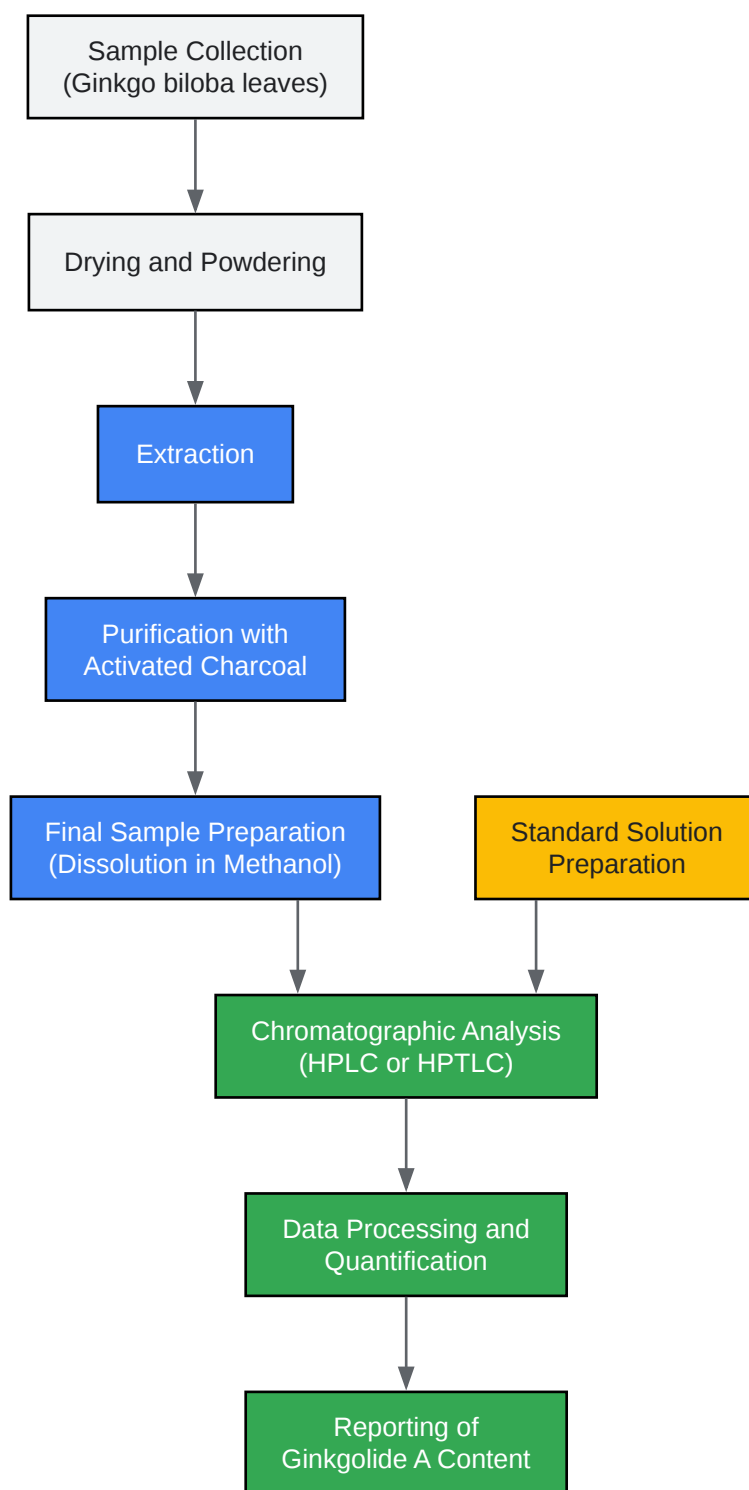 Sample Collection
(Ginkgo biloba leaves)
Drying and Powdering
Extraction
Purification with
Activated Charcoal
Final Sample Preparation
(Dissolution in Methanol)
Standard Solution
Preparation
Chromatographic Analysis
(HPLC or HPTLC)
Data Processing and
Quantification
Reporting of
Ginkgolide A Content